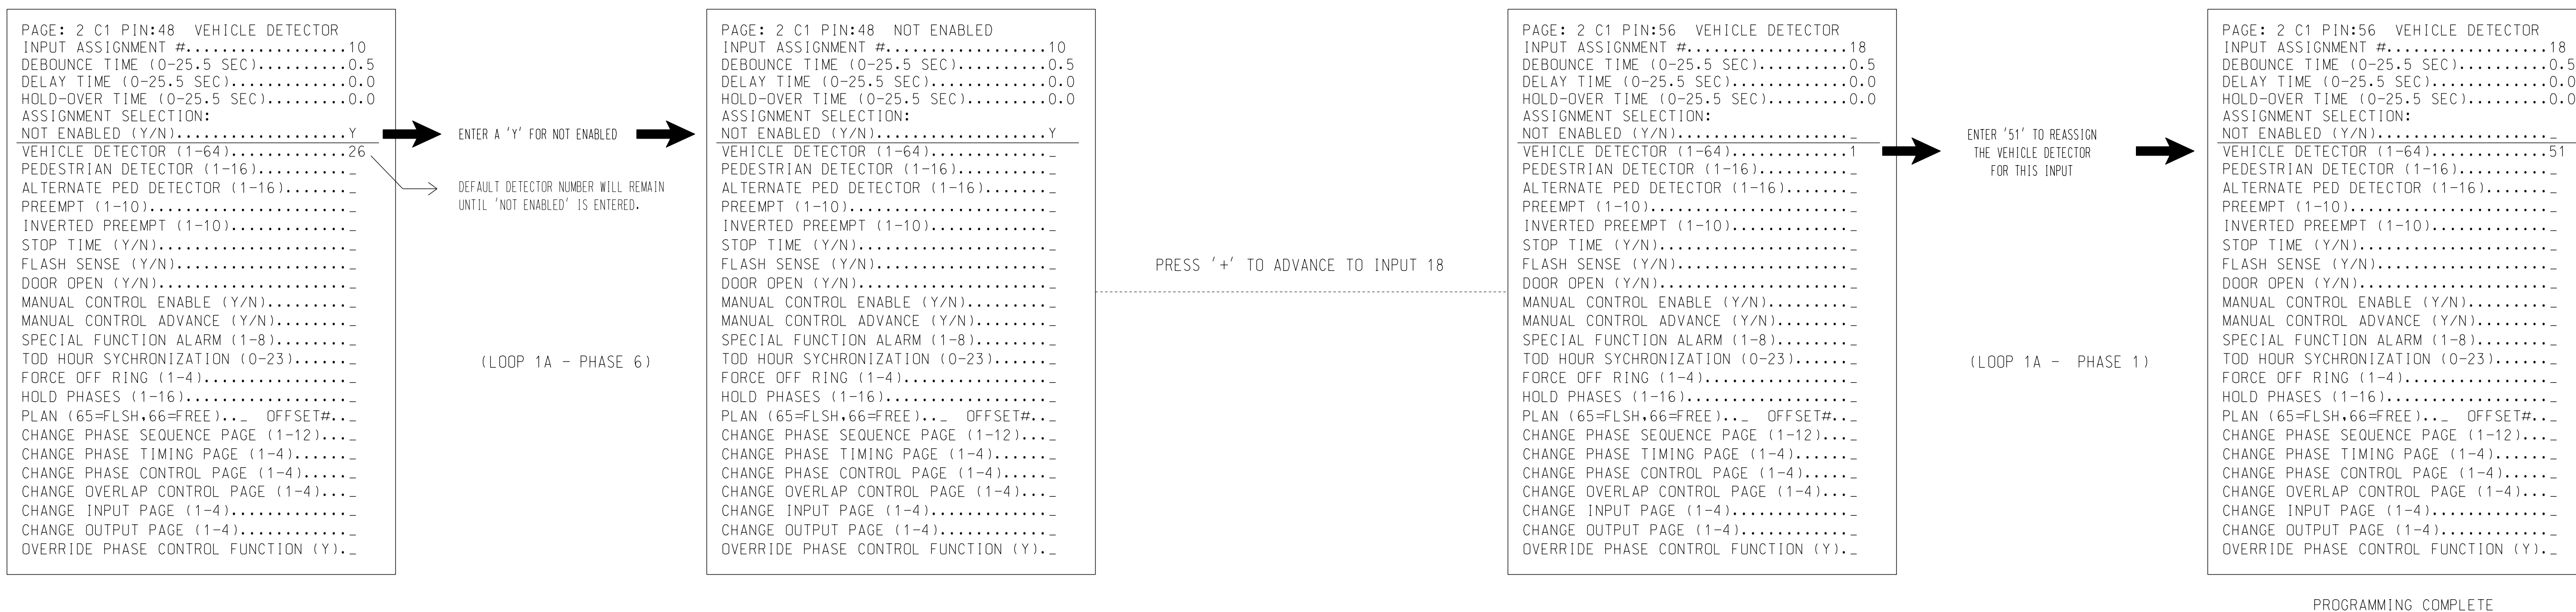 PAGE: 2 C1 PIN:48 VEHICLE DETECTOR
INPUT ASSIGNMENT #...................10
DEBOUNCE TIME (0-25.5 SEC)..........0.5
DELAY TIME (0-25.5 SEC).............0.0
HOLD-OVER TIME (0-25.5 SEC).........0.0
ASSIGNMENT SELECTION:
NOT ENABLED (Y/N)...................Y
VEHICLE DETECTOR (1-64).............26
PEDESTRIAN DETECTOR (1-16).........._
ALTERNATE PED DETECTOR (1-16)......._
PREEMPT (1-10)......................_
INVERTED PREEMPT (1-10)............._
STOP TIME (Y/N)....................._
FLASH SENSE (Y/N)..................._
DOOR OPEN (Y/N)....................._
MANUAL CONTROL ENABLE (Y/N)........._
MANUAL CONTROL ADVANCE (Y/N)........_
SPECIAL FUNCTION ALARM (1-8)........_
TOD HOUR SYCHRONIZATION (0-23)......_
FORCE OFF RING (1-4)................_
HOLD PHASES (1-16).................._
PLAN (65=FLSH,66=FREE).._ OFFSET#.._
CHANGE PHASE SEQUENCE PAGE (1-12)..._
CHANGE PHASE TIMING PAGE (1-4)......_
CHANGE PHASE CONTROL PAGE (1-4)....._
CHANGE OVERLAP CONTROL PAGE (1-4)..._
CHANGE INPUT PAGE (1-4)............._
CHANGE OUTPUT PAGE (1-4)............_
OVERRIDE PHASE CONTROL FUNCTION (Y)._
ENTER A 'Y' FOR NOT ENABLED
DEFAULT DETECTOR NUMBER WILL REMAIN
UNTIL 'NOT ENABLED' IS ENTERED.
(LOOP 1A - PHASE 6)
PAGE: 2 C1 PIN:48 NOT ENABLED
INPUT ASSIGNMENT #...................10
DEBOUNCE TIME (0-25.5 SEC)..........0.5
DELAY TIME (0-25.5 SEC).............0.0
HOLD-OVER TIME (0-25.5 SEC).........0.0
ASSIGNMENT SELECTION:
NOT ENABLED (Y/N)...................Y
VEHICLE DETECTOR (1-64)............._
PEDESTRIAN DETECTOR (1-16).........._
ALTERNATE PED DETECTOR (1-16)......._
PREEMPT (1-10)......................_
INVERTED PREEMPT (1-10)............._
STOP TIME (Y/N)....................._
FLASH SENSE (Y/N)..................._
DOOR OPEN (Y/N)....................._
MANUAL CONTROL ENABLE (Y/N)........._
MANUAL CONTROL ADVANCE (Y/N)........_
SPECIAL FUNCTION ALARM (1-8)........_
TOD HOUR SYCHRONIZATION (0-23)......_
FORCE OFF RING (1-4)................_
HOLD PHASES (1-16).................._
PLAN (65=FLSH,66=FREE).._ OFFSET#.._
CHANGE PHASE SEQUENCE PAGE (1-12)..._
CHANGE PHASE TIMING PAGE (1-4)......_
CHANGE PHASE CONTROL PAGE (1-4)....._
CHANGE OVERLAP CONTROL PAGE (1-4)..._
CHANGE INPUT PAGE (1-4)............._
CHANGE OUTPUT PAGE (1-4)............_
OVERRIDE PHASE CONTROL FUNCTION (Y)._
PRESS '+' TO ADVANCE TO INPUT 18
PAGE: 2 C1 PIN:56 VEHICLE DETECTOR
INPUT ASSIGNMENT #...................18
DEBOUNCE TIME (0-25.5 SEC)..........0.5
DELAY TIME (0-25.5 SEC).............0.0
HOLD-OVER TIME (0-25.5 SEC).........0.0
ASSIGNMENT SELECTION:
NOT ENABLED (Y/N)..................._
VEHICLE DETECTOR (1-64).............1
PEDESTRIAN DETECTOR (1-16).........._
ALTERNATE PED DETECTOR (1-16)......._
PREEMPT (1-10)......................_
INVERTED PREEMPT (1-10)............._
STOP TIME (Y/N)....................._
FLASH SENSE (Y/N)..................._
DOOR OPEN (Y/N)....................._
MANUAL CONTROL ENABLE (Y/N)........._
MANUAL CONTROL ADVANCE (Y/N)........_
SPECIAL FUNCTION ALARM (1-8)........_
TOD HOUR SYCHRONIZATION (0-23)......_
FORCE OFF RING (1-4)................_
HOLD PHASES (1-16).................._
PLAN (65=FLSH,66=FREE).._ OFFSET#.._
CHANGE PHASE SEQUENCE PAGE (1-12)..._
CHANGE PHASE TIMING PAGE (1-4)......_
CHANGE PHASE CONTROL PAGE (1-4)....._
CHANGE OVERLAP CONTROL PAGE (1-4)..._
CHANGE INPUT PAGE (1-4)............._
CHANGE OUTPUT PAGE (1-4)............_
OVERRIDE PHASE CONTROL FUNCTION (Y)._
ENTER '51' TO REASSIGN
THE VEHICLE DETECTOR
FOR THIS INPUT
(LOOP 1A - PHASE 1)
PAGE: 2 C1 PIN:56 VEHICLE DETECTOR
INPUT ASSIGNMENT #...................18
DEBOUNCE TIME (0-25.5 SEC)..........0.5
DELAY TIME (0-25.5 SEC).............0.0
HOLD-OVER TIME (0-25.5 SEC).........0.0
ASSIGNMENT SELECTION:
NOT ENABLED (Y/N)..................._
VEHICLE DETECTOR (1-64).............51
PEDESTRIAN DETECTOR (1-16).........._
ALTERNATE PED DETECTOR (1-16)......._
PREEMPT (1-10)......................_
INVERTED PREEMPT (1-10)............._
STOP TIME (Y/N)....................._
FLASH SENSE (Y/N)..................._
DOOR OPEN (Y/N)....................._
MANUAL CONTROL ENABLE (Y/N)........._
MANUAL CONTROL ADVANCE (Y/N)........_
SPECIAL FUNCTION ALARM (1-8)........_
TOD HOUR SYCHRONIZATION (0-23)......_
FORCE OFF RING (1-4)................_
HOLD PHASES (1-16).................._
PLAN (65=FLSH,66=FREE).._ OFFSET#.._
CHANGE PHASE SEQUENCE PAGE (1-12)..._
CHANGE PHASE TIMING PAGE (1-4)......_
CHANGE PHASE CONTROL PAGE (1-4)....._
CHANGE OVERLAP CONTROL PAGE (1-4)..._
CHANGE INPUT PAGE (1-4)............._
CHANGE OUTPUT PAGE (1-4)............_
OVERRIDE PHASE CONTROL FUNCTION (Y)._
PROGRAMMING COMPLETE